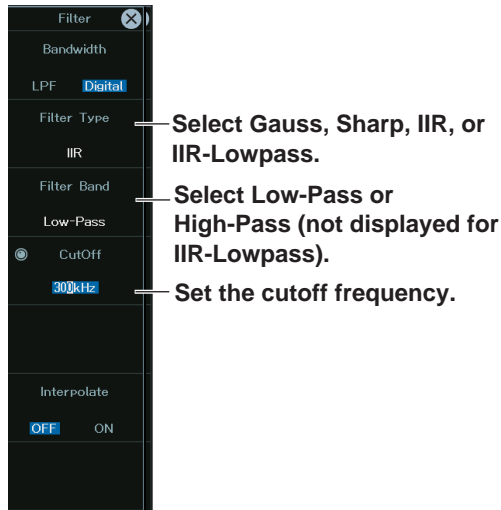 Filter
Bandwidth
LPF Digital
Filter Type
IIR
Filter Band
Low-Pass
CutOff
300kHz
Interpolate
OFF ON
Select Gauss, Sharp, IIR, or
IIR-Lowpass.
Select Low-Pass or
High-Pass (not displayed for
IIR-Lowpass).
Set the cutoff frequency.